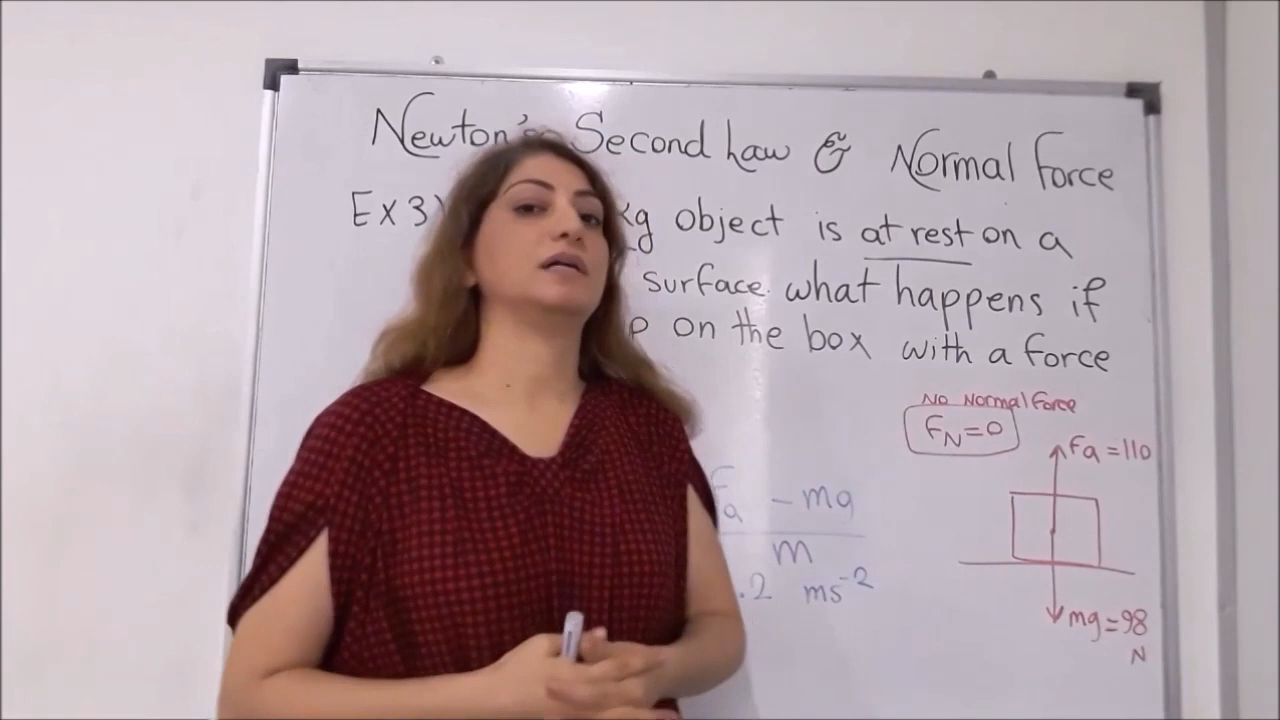 Newton's Second Law & Normal Force
Ex 3) kg object is at rest on a
surface. what happens if
on the box with a force
No Normal Force
FN=0
Fa=110
Fa - mg
m
.2 ms-2
mg=98
N